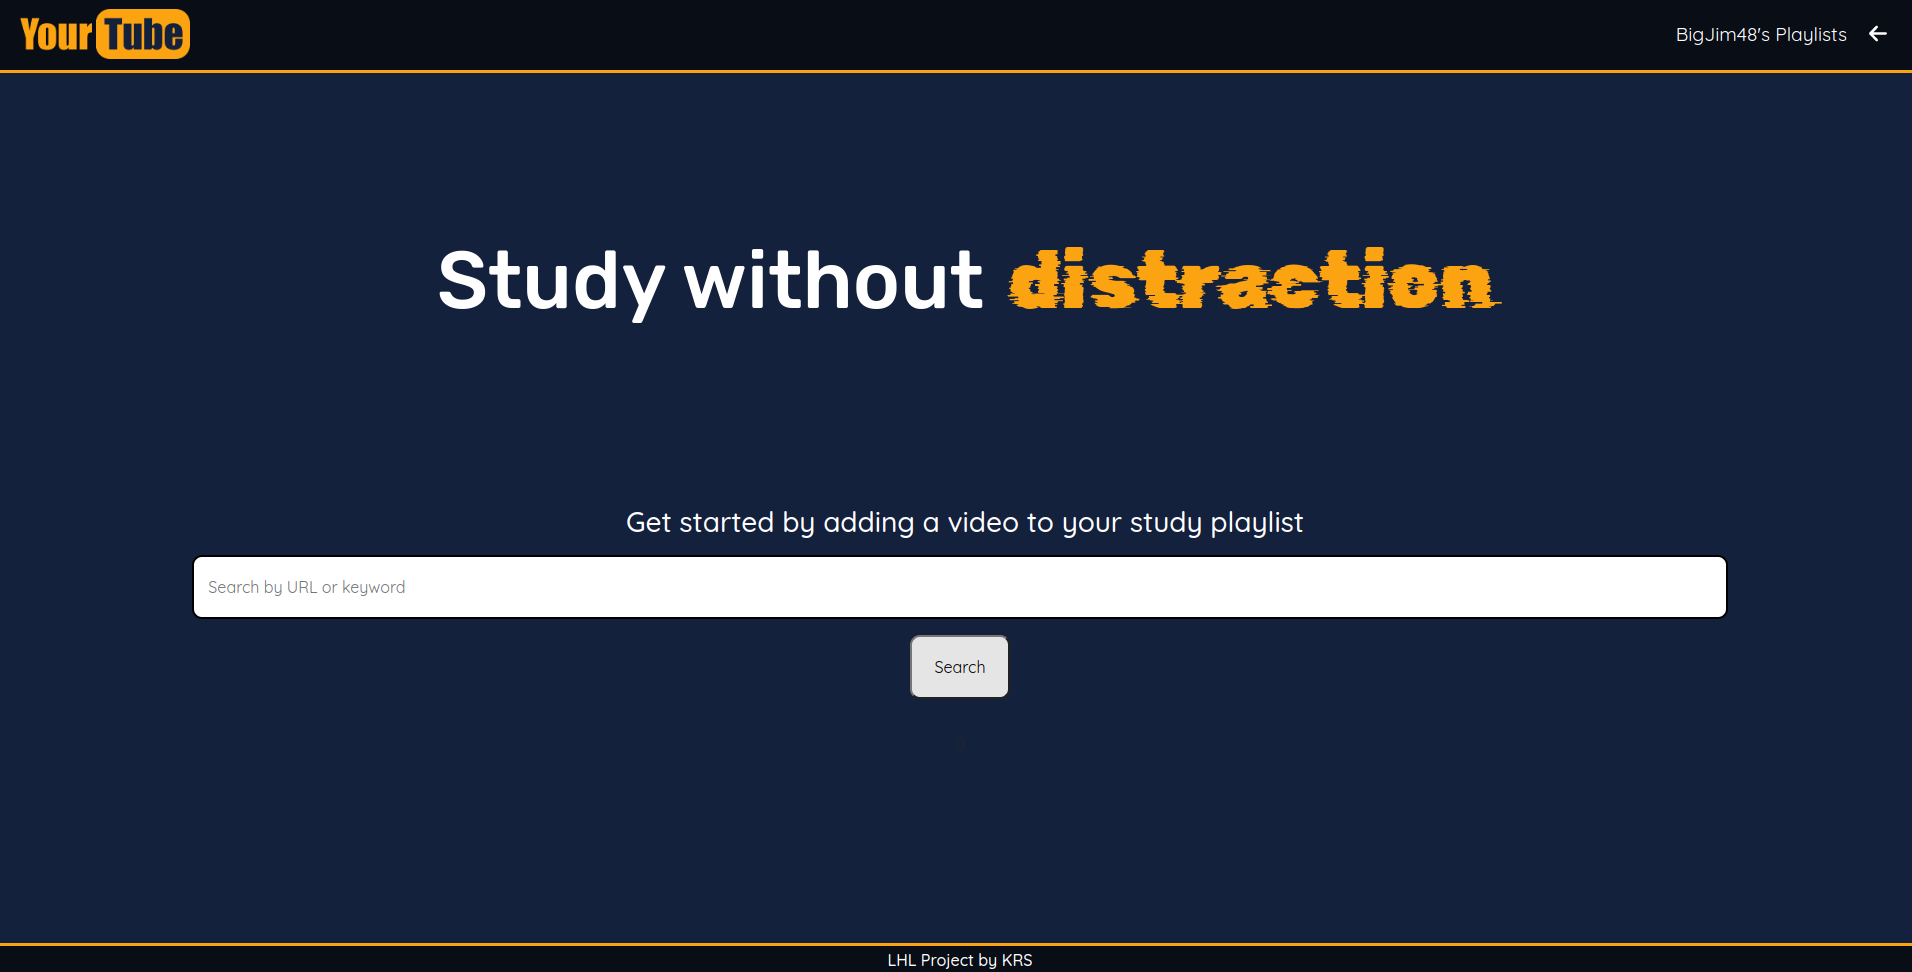 YourTube
BigJim48's Playlists
Study without distraction
Get started by adding a video to your study playlist
Search by URL or keyword
Search
LHL Project by KRS